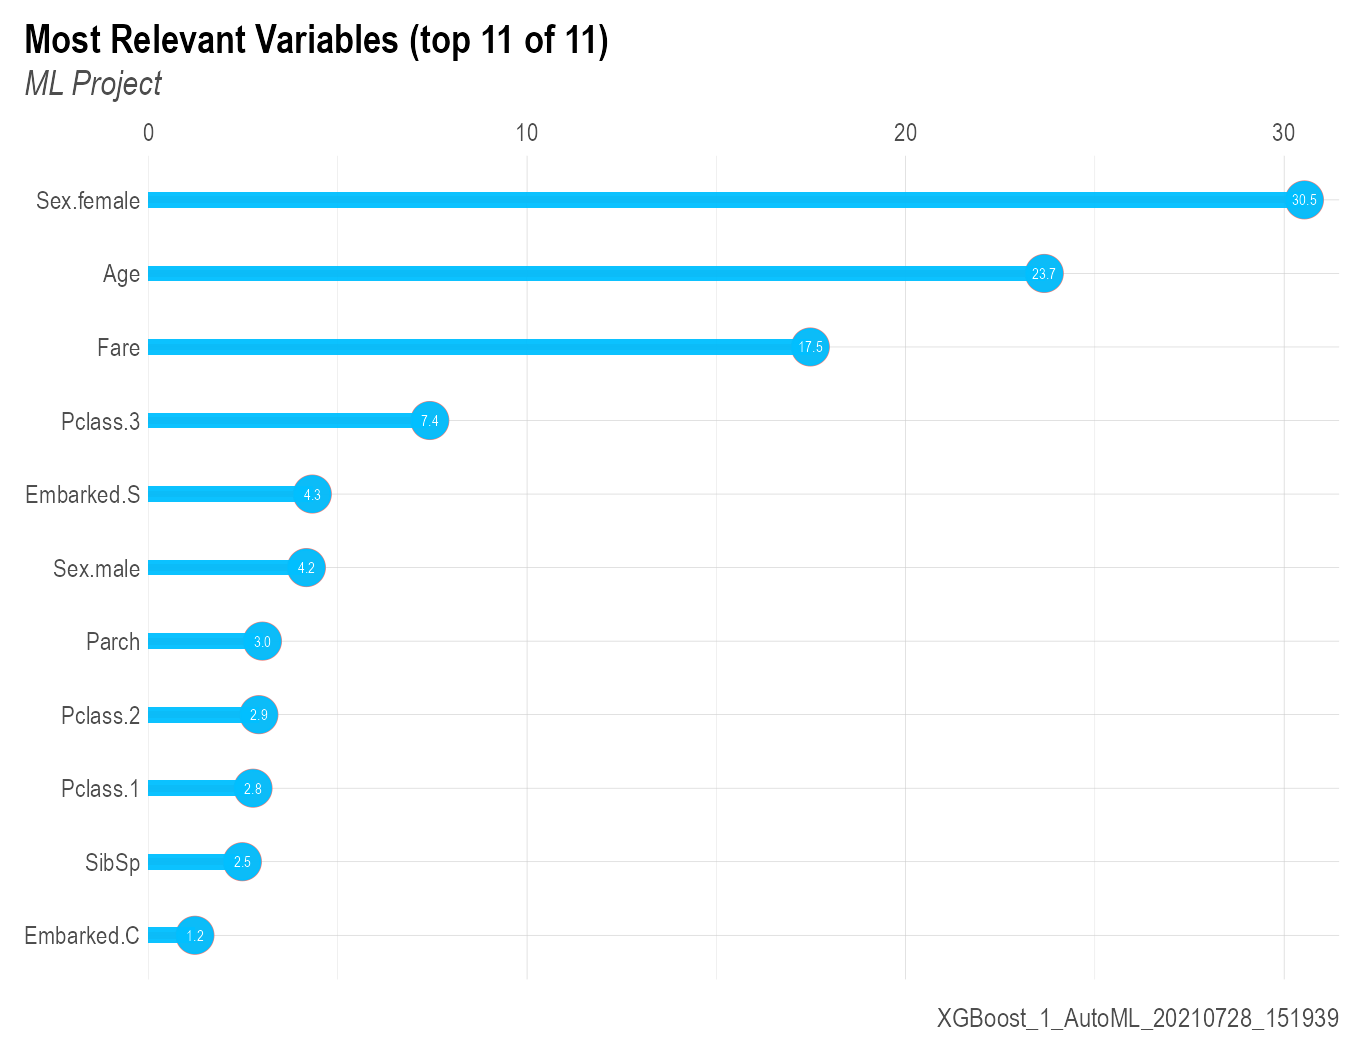 Most Relevant Variables (top 11 of 11)
ML Project
0 10 20 30
Sex.female 30.5
Age 23.7
Fare 17.5
Pclass.3 7.4
Embarked.S 4.3
Sex.male 4.2
Parch 3.0
Pclass.2 2.9
Pclass.1 2.8
SibSp 2.5
Embarked.C 1.2
XGBoost_1_AutoML_20210728_151939